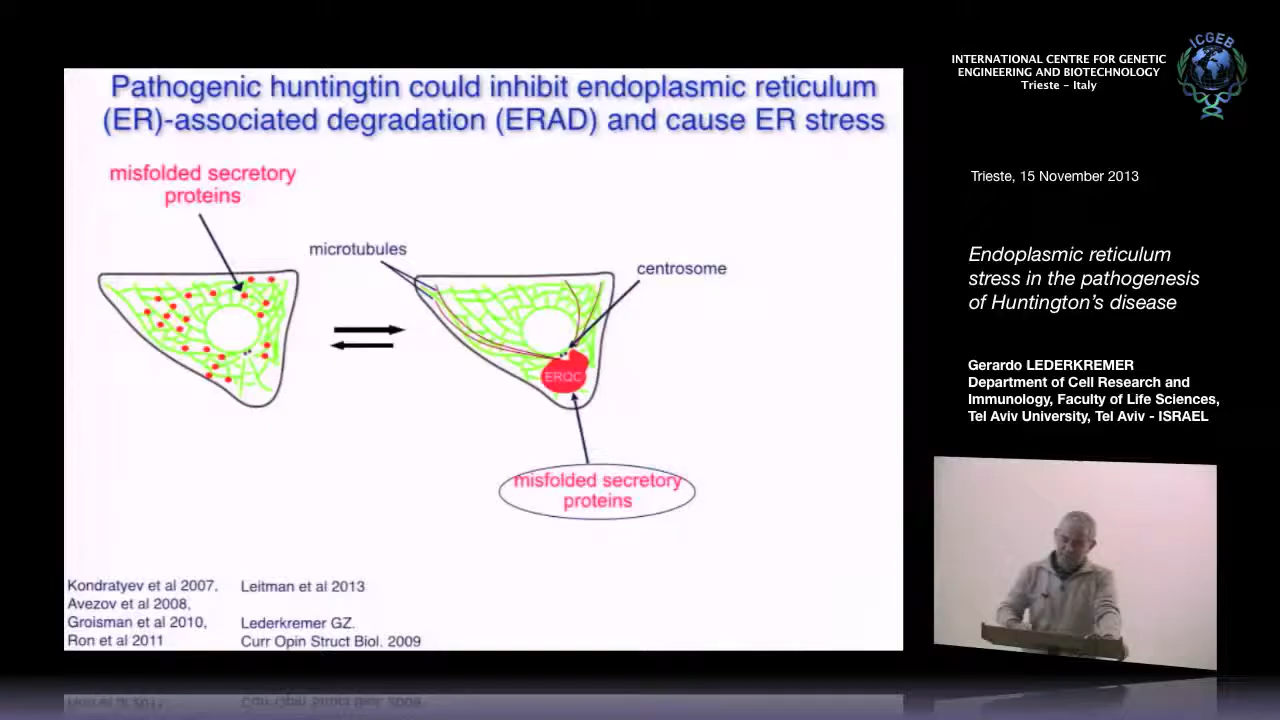 Pathogenic huntingtin could inhibit endoplasmic reticulum
(ER)-associated degradation (ERAD) and cause ER stress
misfolded secretory
proteins
microtubules
centrosome
ERQC
misfolded secretory
proteins
Kondratyev et al 2007,
Avezov et al 2008,
Groisman et al 2010,
Ron et al 2011
Leitman et al 2013
Lederkremer GZ.
Curr Opin Struct Biol. 2009
INTERNATIONAL CENTRE FOR GENETIC
ENGINEERING AND BIOTECHNOLOGY
Trieste - Italy
ICGEB
Trieste, 15 November 2013
Endoplasmic reticulum
stress in the pathogenesis
of Huntington's disease
Gerardo LEDERKREMER
Department of Cell Research and
Immunology, Faculty of Life Sciences,
Tel Aviv University, Tel Aviv - ISRAEL